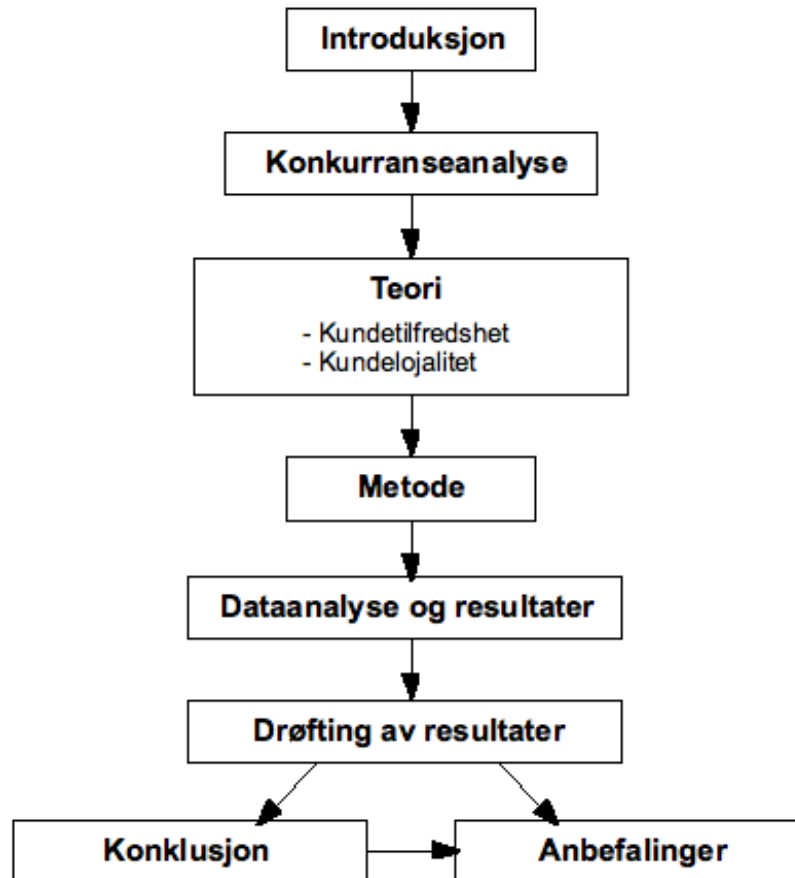 Introduksjon
Konkurranseanalyse
Teori
- Kundetilfredshet
- Kundelojalitet
Metode
Dataanalyse og resultater
Drøfting av resultater
Konklusjon
Anbefalinger